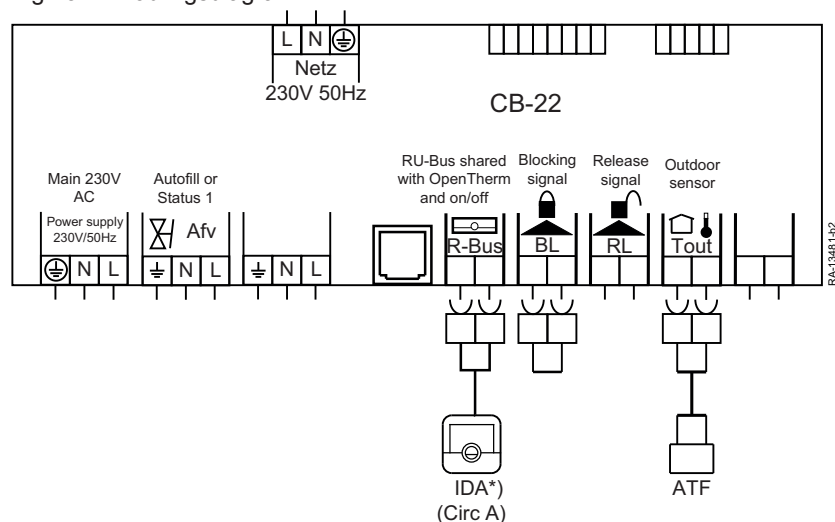 L N
Netz
230V 50Hz
CB-22
Main 230V
AC
Autofill or
Status 1
RU-Bus shared
with OpenTherm
and on/off
Blocking
signal
Release
signal
Outdoor
sensor
Power supply
230V/50Hz
Afv
R-Bus
BL
RL
Tout
N L
N L
N L
IDA*)
(Circ A)
ATF
RA-13481-b2